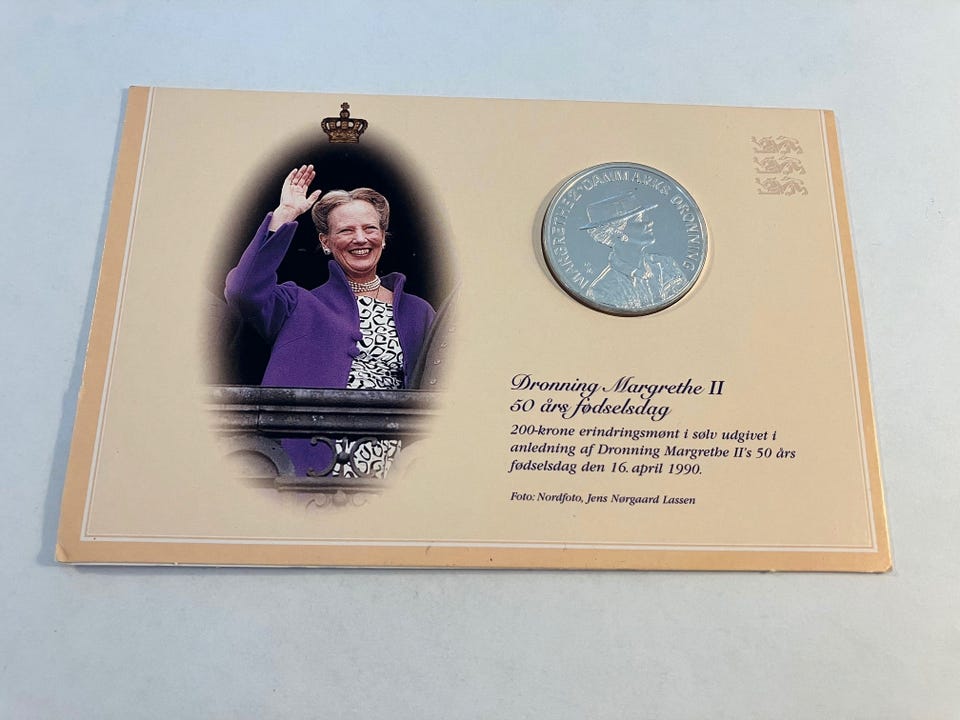 MARGRETHE 2· DANMARKS DRONNING
Dronning Margrethe II
50 års fødselsdag
200-krone erindringsmønt i sølv udgivet i
anledning af Dronning Margrethe II's 50 års
fødselsdag den 16. april 1990.
Foto: Nordfoto, Jens Nørgaard Lassen